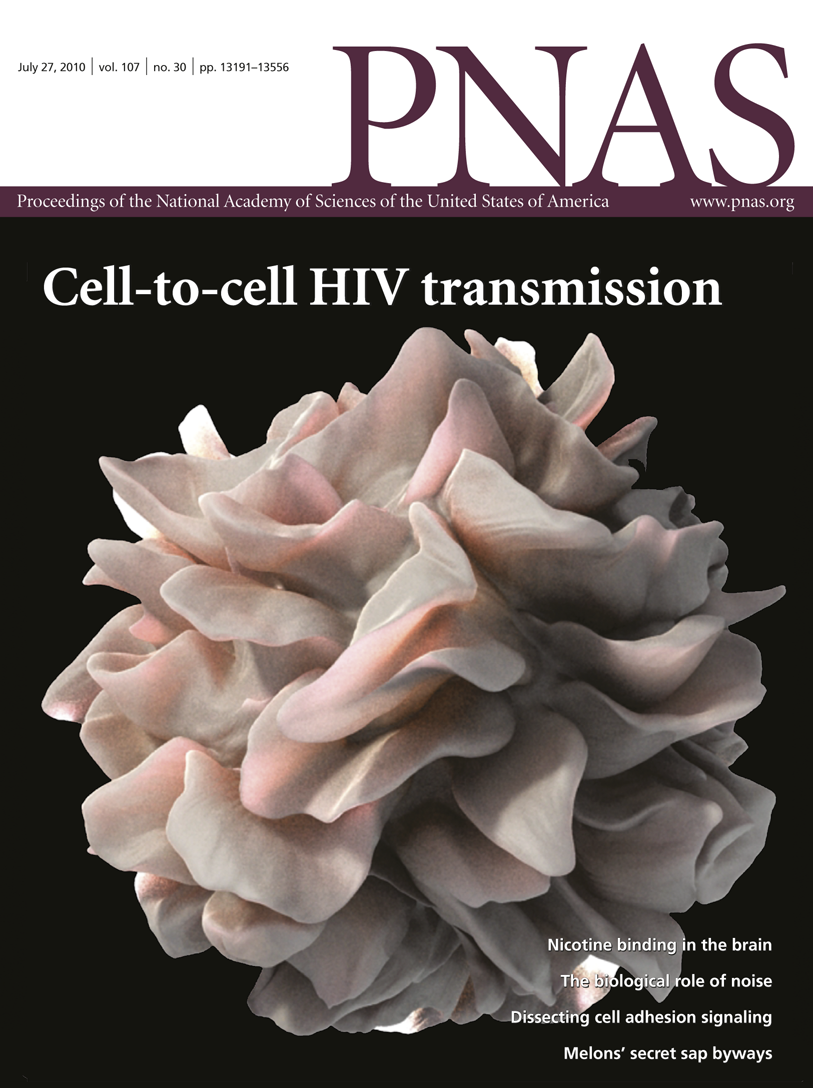 July 27, 2010 | vol. 107 | no. 30 | pp. 13191–13556
PNAS
Proceedings of the National Academy of Sciences of the United States of America www.pnas.org
Cell-to-cell HIV transmission
Nicotine binding in the brain
The biological role of noise
Dissecting cell adhesion signaling
Melons’ secret sap byways